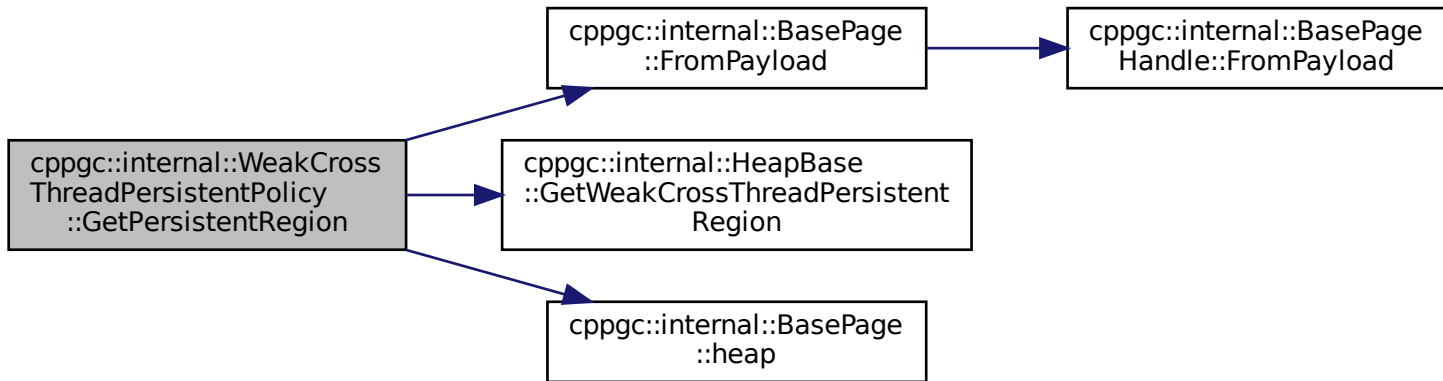 cppgc::internal::WeakCross
ThreadPersistentPolicy
::GetPersistentRegion
cppgc::internal::BasePage
::FromPayload
cppgc::internal::BasePage
Handle::FromPayload
cppgc::internal::HeapBase
::GetWeakCrossThreadPersistent
Region
cppgc::internal::BasePage
::heap